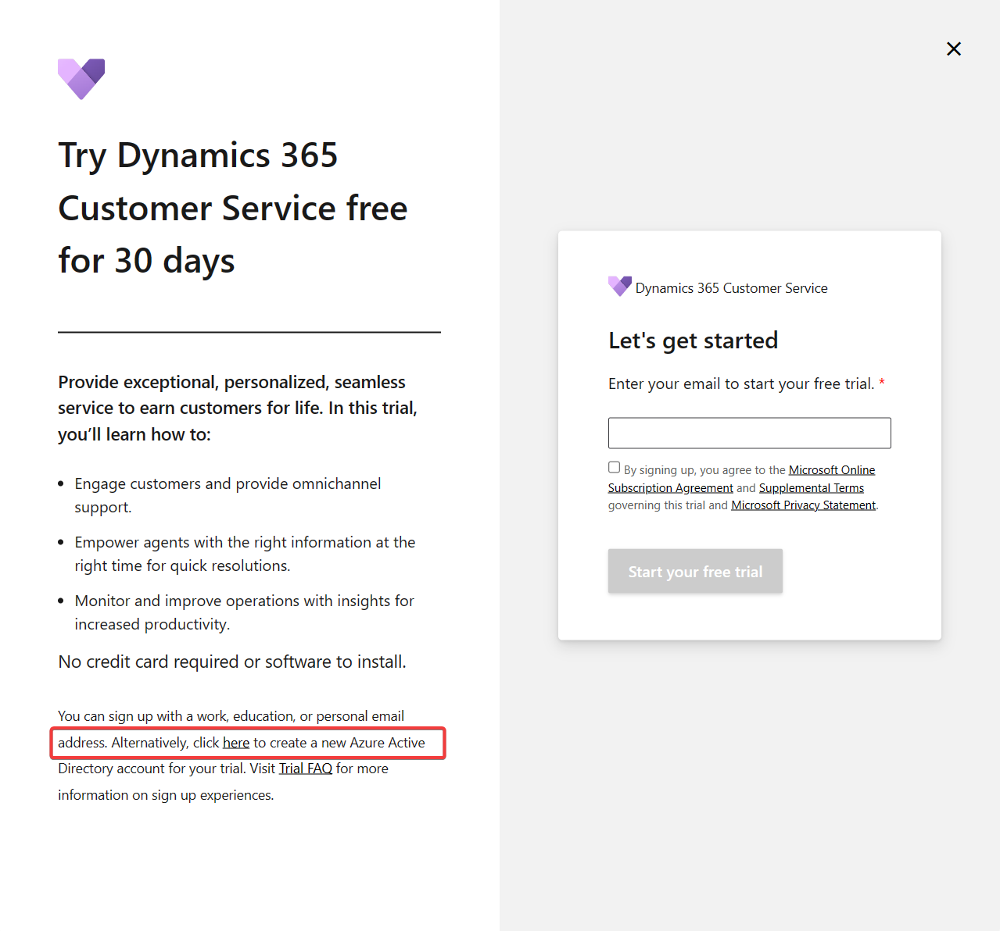 Try Dynamics 365
Customer Service free
for 30 days
Provide exceptional, personalized, seamless
service to earn customers for life. In this trial,
you’ll learn how to:
Engage customers and provide omnichannel
support.
Empower agents with the right information at the
right time for quick resolutions.
Monitor and improve operations with insights for
increased productivity.
No credit card required or software to install.
You can sign up with a work, education, or personal email
address. Alternatively, click here to create a new Azure Active
Directory account for your trial. Visit Trial FAQ for more
information on sign up experiences.
Dynamics 365 Customer Service
Let's get started
Enter your email to start your free trial. *
By signing up, you agree to the Microsoft Online
Subscription Agreement and Supplemental Terms
governing this trial and Microsoft Privacy Statement.
Start your free trial